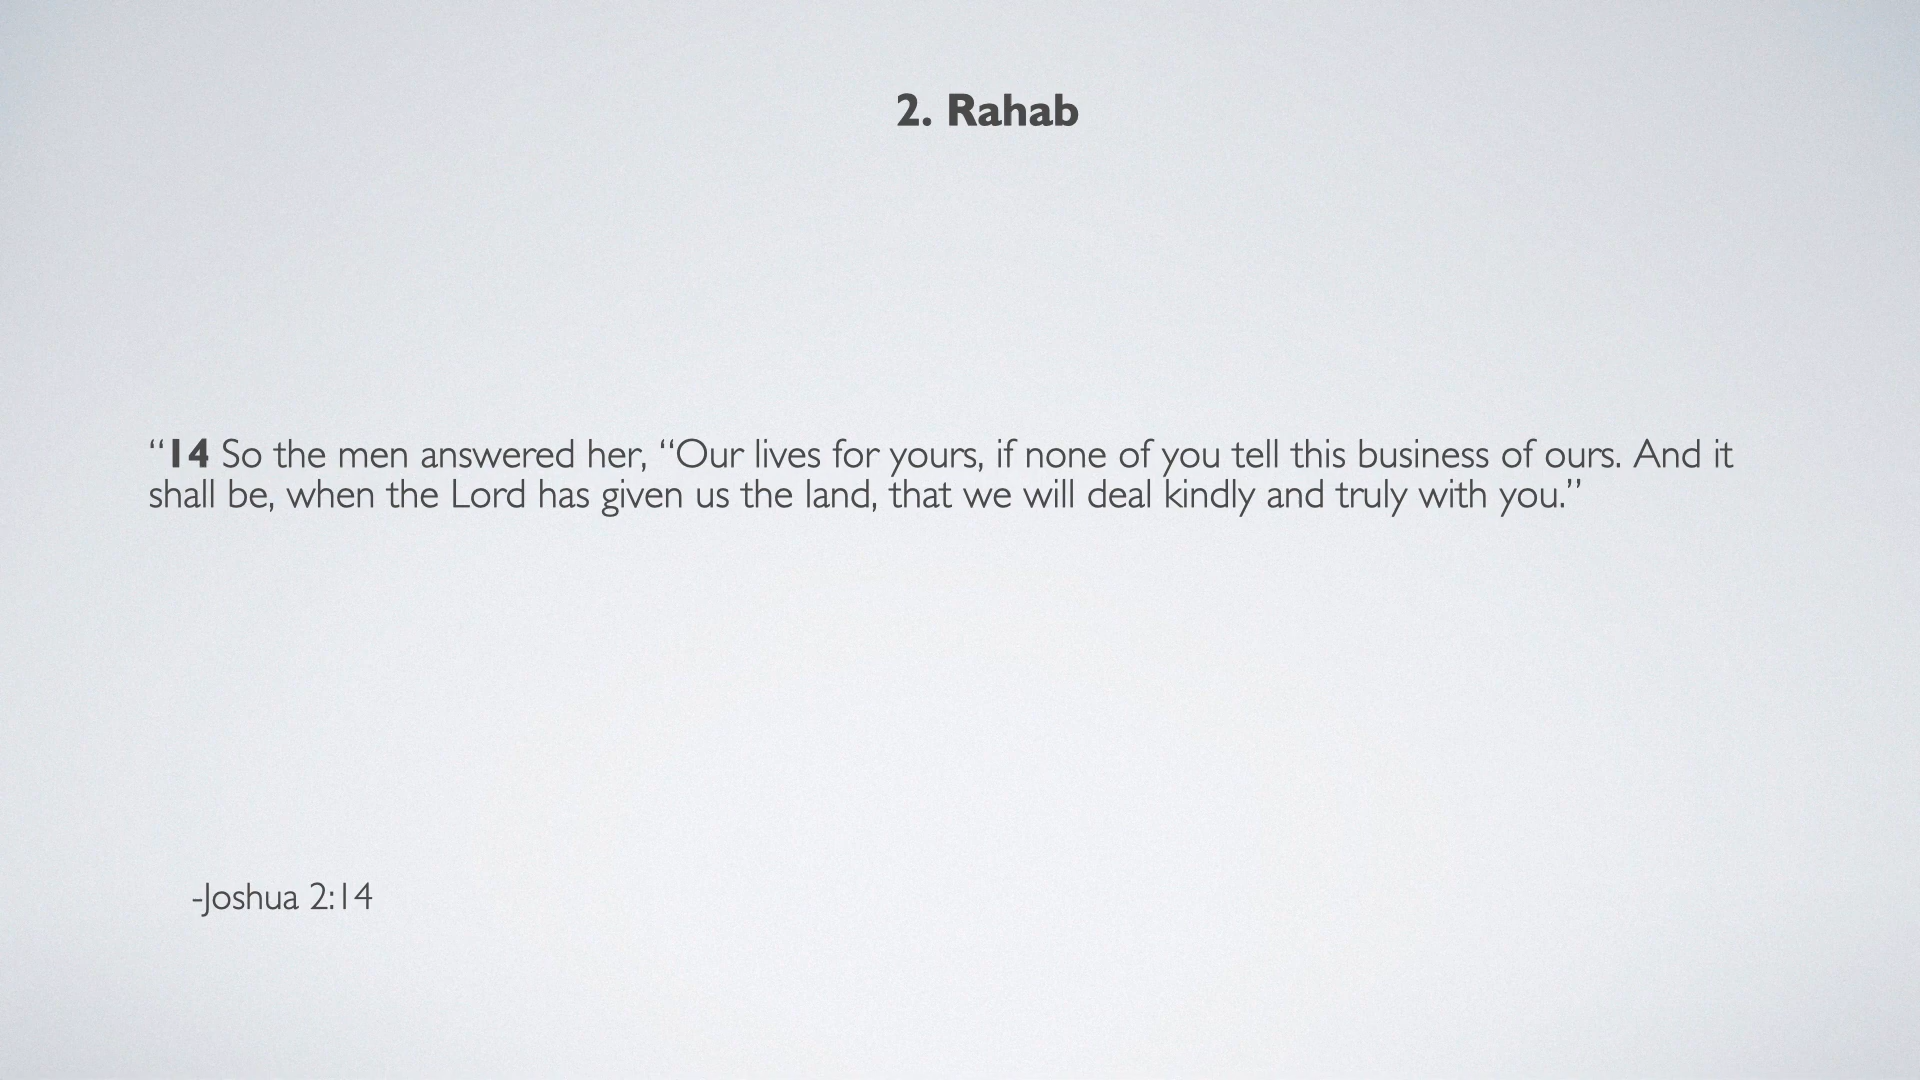 2. Rahab
“14 So the men answered her, “Our lives for yours, if none of you tell this business of ours. And it
shall be, when the Lord has given us the land, that we will deal kindly and truly with you.”
-Joshua 2:14